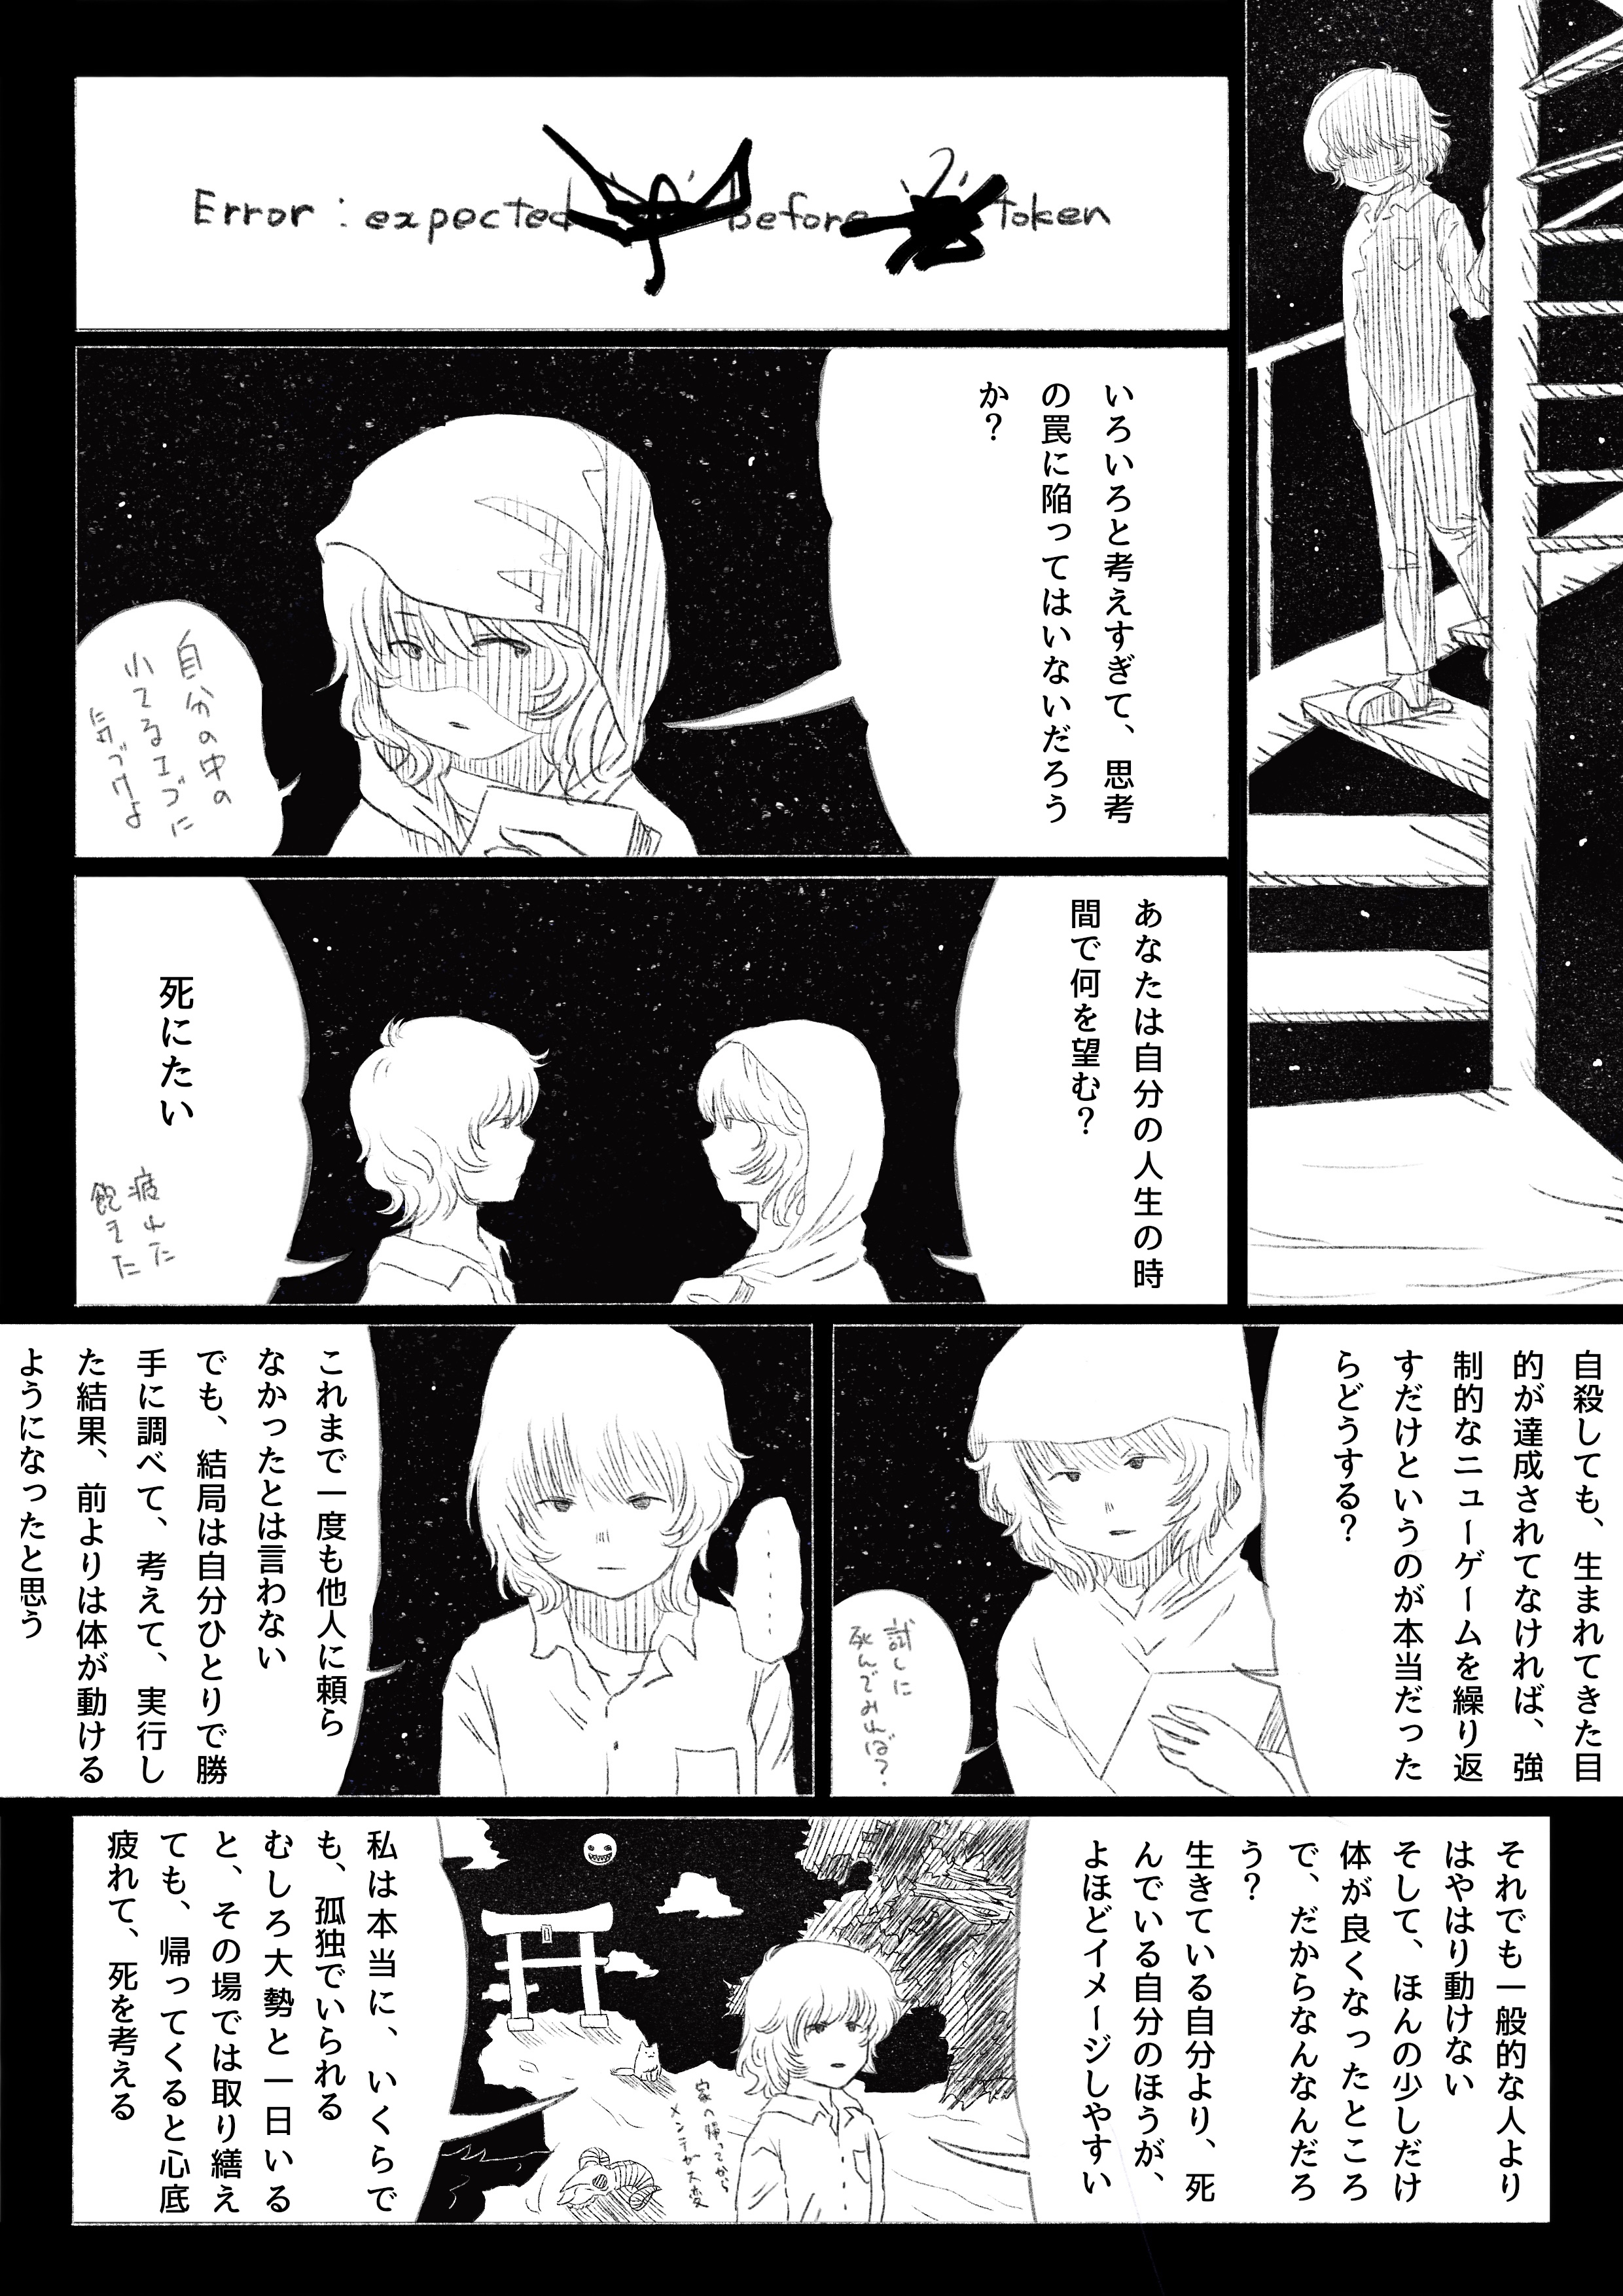 Error : expected
before
token
いろいろと考えすぎて、思考
の罠に陥ってはいないだろう
か?
自分の中の
小てるエづに
気づけよ
あなたは自分の人生の時
間で何を望む?
死にたい
疲れた
飽きた
自殺しても、生まれてきた目
的が達成されてなければ、強
制的なニューゲームを繰り返
すだけというのが本当だった
らどうする?
試しに
死んでみれば?
……
これまで一度も他人に頼ら
なかったとは言わない
でも、結局は自分ひとりで勝
手に調べて、考えて、実行し
た結果、前よりは体が動ける
ようになったと思う
それでも一般的な人より
はやはり動けない
そして、ほんの少しだけ
体が良くなったところ
で、だからなんなんだろ
う?
生きている自分より、死
んでいる自分のほうが、
よほどイメージしやすい
家の帰ってから
メンテが大変
私は本当に、いくらで
も、孤独でいられる
むしろ大勢と一日いる
と、その場では取り繕え
ても、帰ってくると心底
疲れて、死を考える